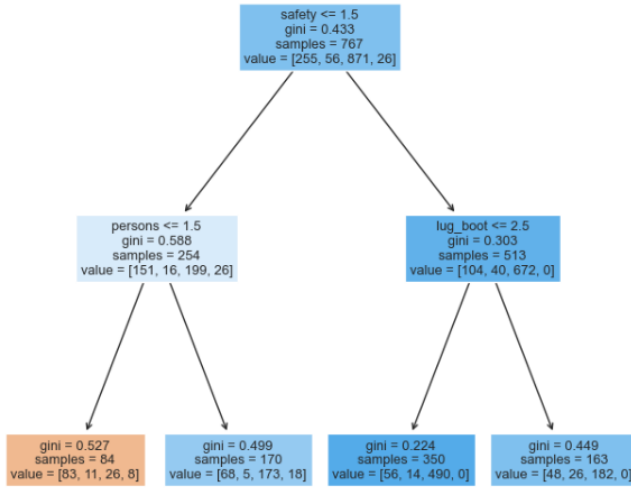 safety <= 1.5
gini = 0.433
samples = 767
value = [255, 56, 871, 26]
persons <= 1.5
gini = 0.588
samples = 254
value = [151, 16, 199, 26]
lug_boot <= 2.5
gini = 0.303
samples = 513
value = [104, 40, 672, 0]
gini = 0.527
samples = 84
value = [83, 11, 26, 8]
gini = 0.499
samples = 170
value = [68, 5, 173, 18]
gini = 0.224
samples = 350
value = [56, 14, 490, 0]
gini = 0.449
samples = 163
value = [48, 26, 182, 0]